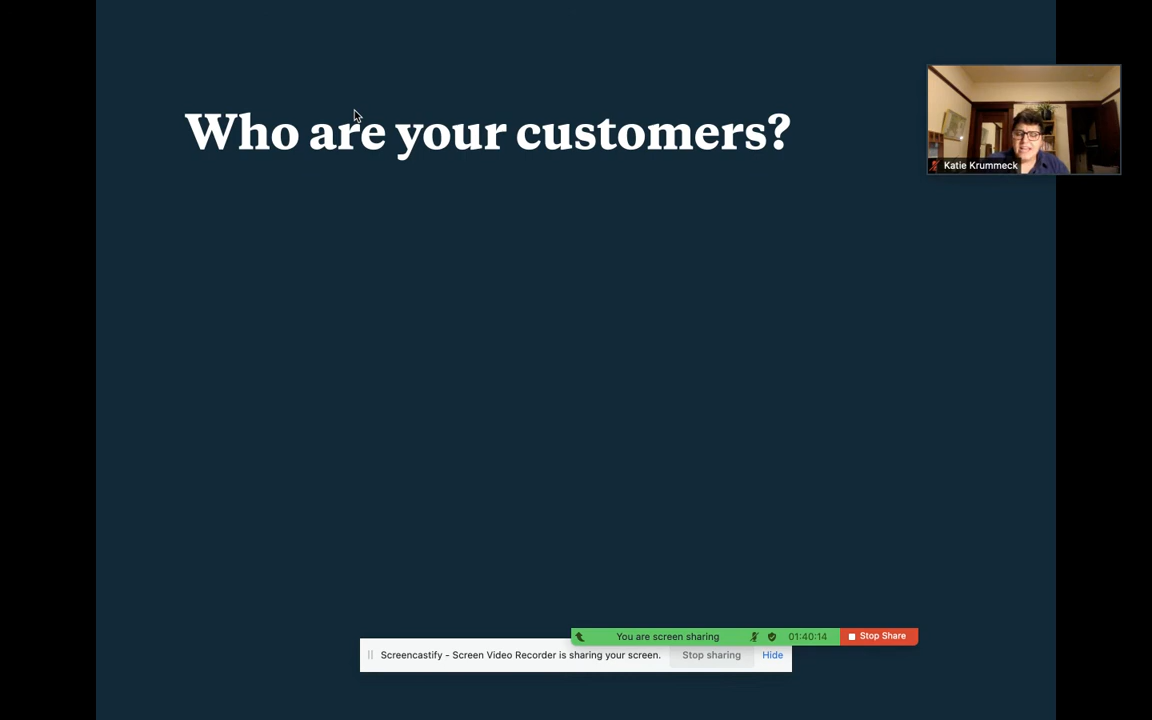 Who are your customers?
Katie Krummeck
You are screen sharing
01:40:14
Stop Share
Screencastify - Screen Video Recorder is sharing your screen.
Stop sharing
Hide